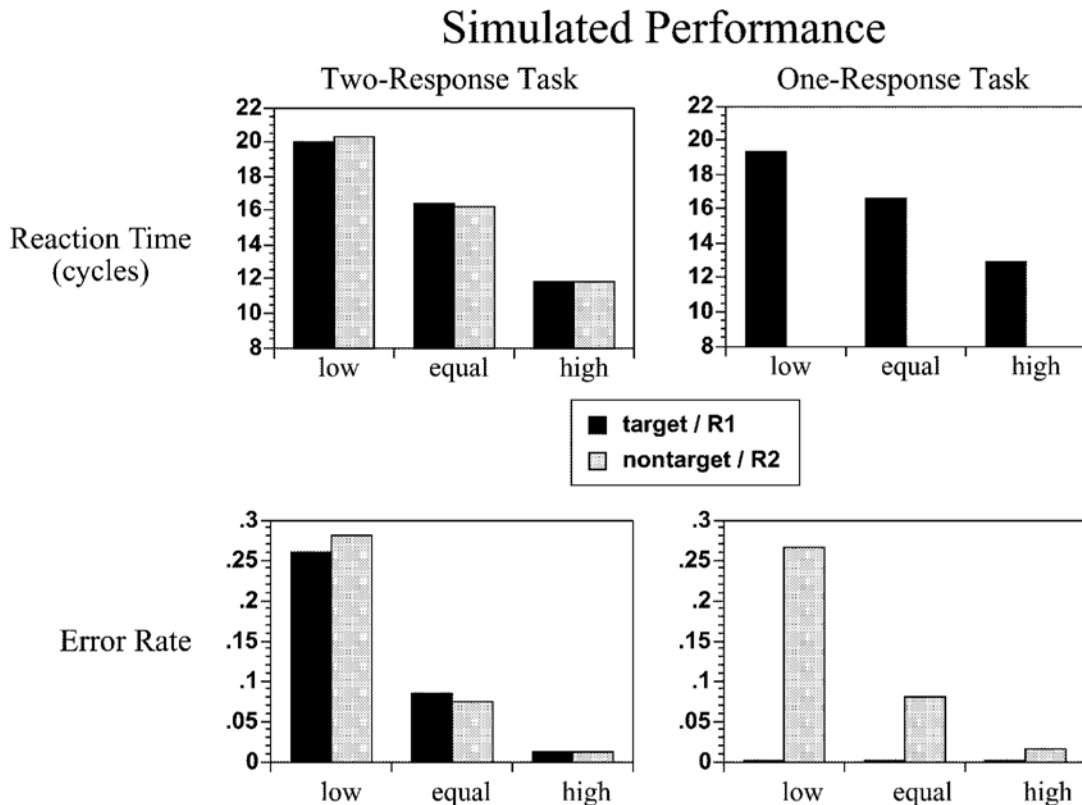 Simulated Performance
Two-Response Task
One-Response Task
Reaction Time
(cycles)
22
20
18
16
14
12
10
8
low equal high
22
20
18
16
14
12
10
8
low equal high
target / R1
nontarget / R2
Error Rate
.3
.25
.2
.15
.1
.05
0
low equal high
.3
.25
.2
.15
.1
.05
0
low equal high